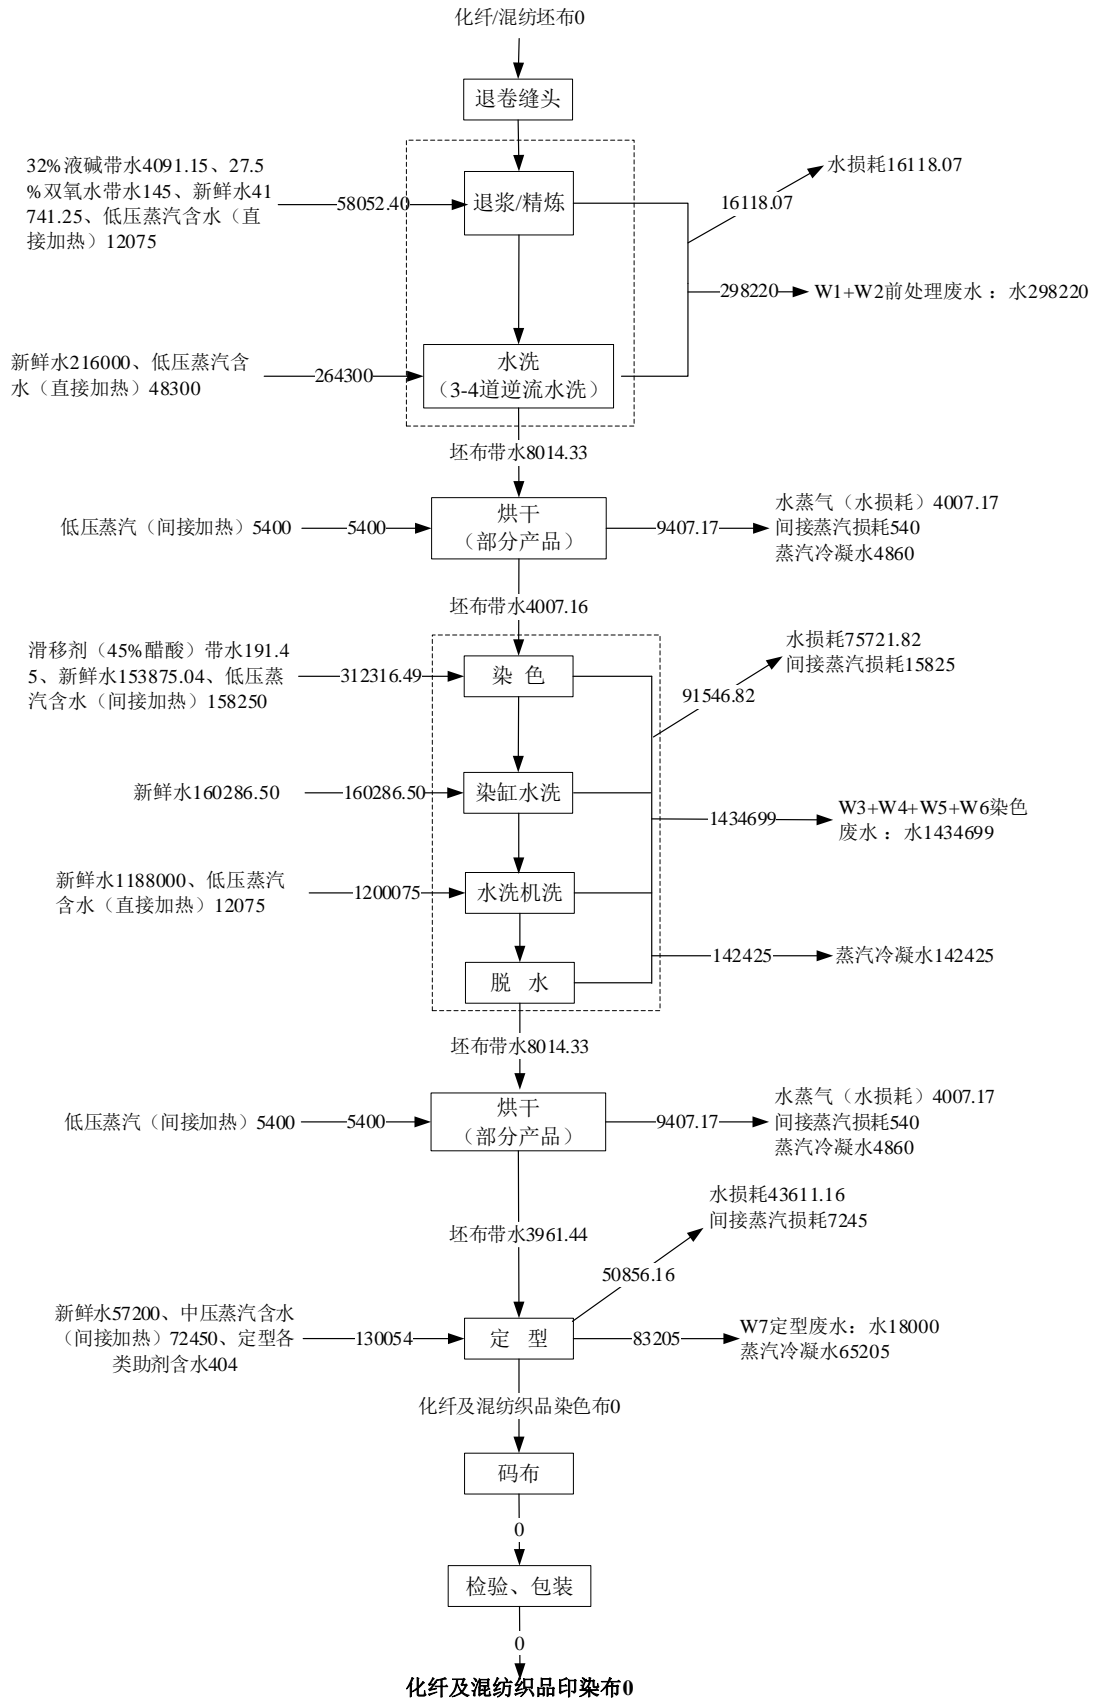 化纤/混纺坯布0
退卷缝头
32%液碱带水4091.15、27.5
%双氧水带水145、新鲜水41
741.25、低压蒸汽含水（直
接加热）12075
58052.40
退浆/精炼
水损耗16118.07
16118.07
298220
W1+W2前处理废水：水298220
新鲜水216000、低压蒸汽含
水（直接加热）48300
264300
水洗
（3-4道逆流水洗）
坯布带水8014.33
低压蒸汽（间接加热）5400
5400
烘干
（部分产品）
9407.17
水蒸气（水损耗）4007.17
间接蒸汽损耗540
蒸汽冷凝水4860
坯布带水4007.16
滑移剂（45%醋酸）带水191.4
5、新鲜水153875.04、低压蒸
汽含水（间接加热）158250
312316.49
染 色
水损耗75721.82
间接蒸汽损耗15825
91546.82
新鲜水160286.50
160286.50
染缸水洗
1434699
W3+W4+W5+W6染色
废水：水1434699
新鲜水1188000、低压蒸汽
含水（直接加热）12075
1200075
水洗机洗
142425
蒸汽冷凝水142425
脱 水
坯布带水8014.33
低压蒸汽（间接加热）5400
5400
烘干
（部分产品）
9407.17
水蒸气（水损耗）4007.17
间接蒸汽损耗540
蒸汽冷凝水4860
坯布带水3961.44
水损耗43611.16
间接蒸汽损耗7245
50856.16
新鲜水57200、中压蒸汽含水
（间接加热）72450、定型各
类助剂含水404
130054
定 型
83205
W7定型废水：水18000
蒸汽冷凝水65205
化纤及混纺织品染色布0
码布
0
检验、包装
0
化纤及混纺织品印染布0